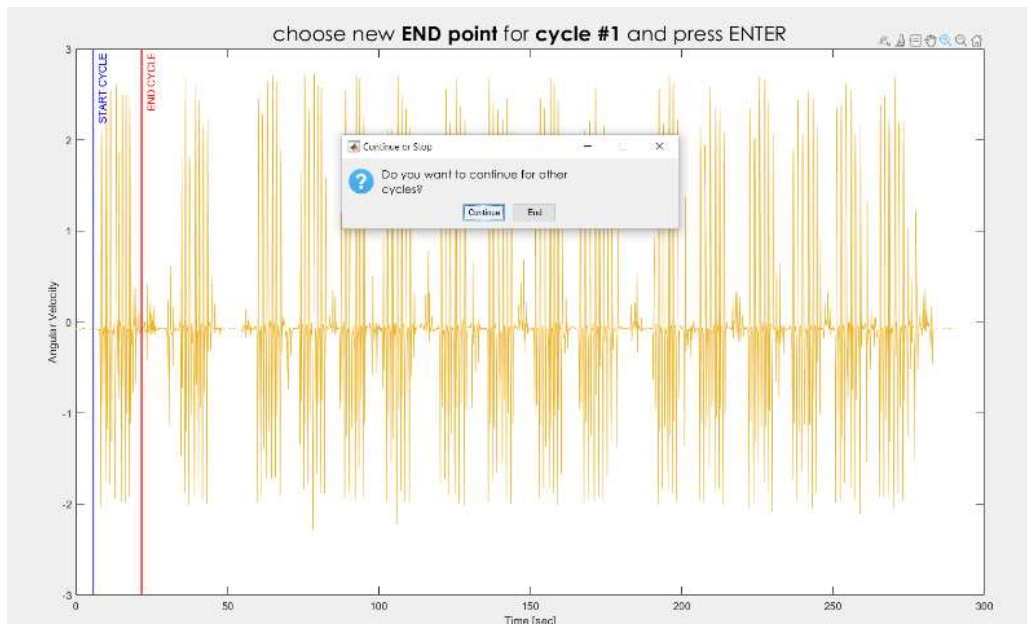 choose new END point for cycle #1 and press ENTER
START CYCLE
END CYCLE
Continue or Stop
Do you want to continue for other
cycles?
Continue
End
Angular Velocity
3
2
1
0
-1
-2
-3
0
50
100
150
200
250
300
Time [sec]